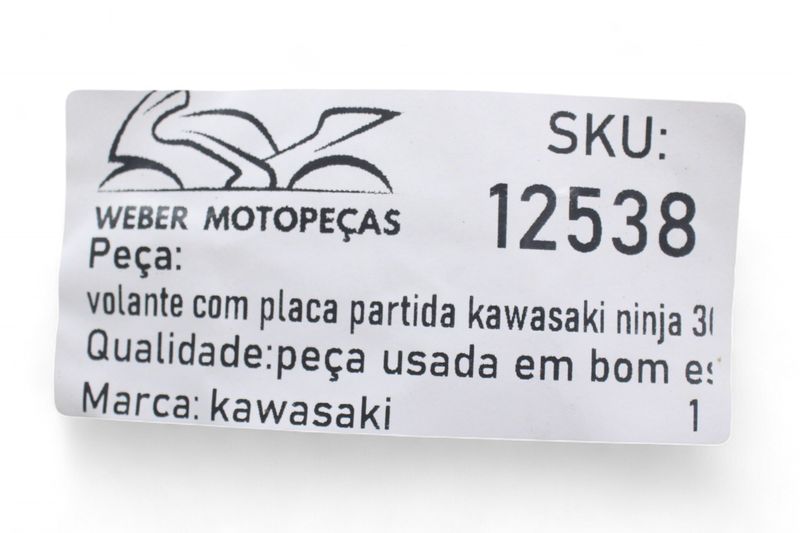 SKU:
12538
WEBER MOTOPEÇAS
Peça:
volante com placa partida kawasaki ninja
Qualidade:peça usada em bom
Marca: kawasaki 1